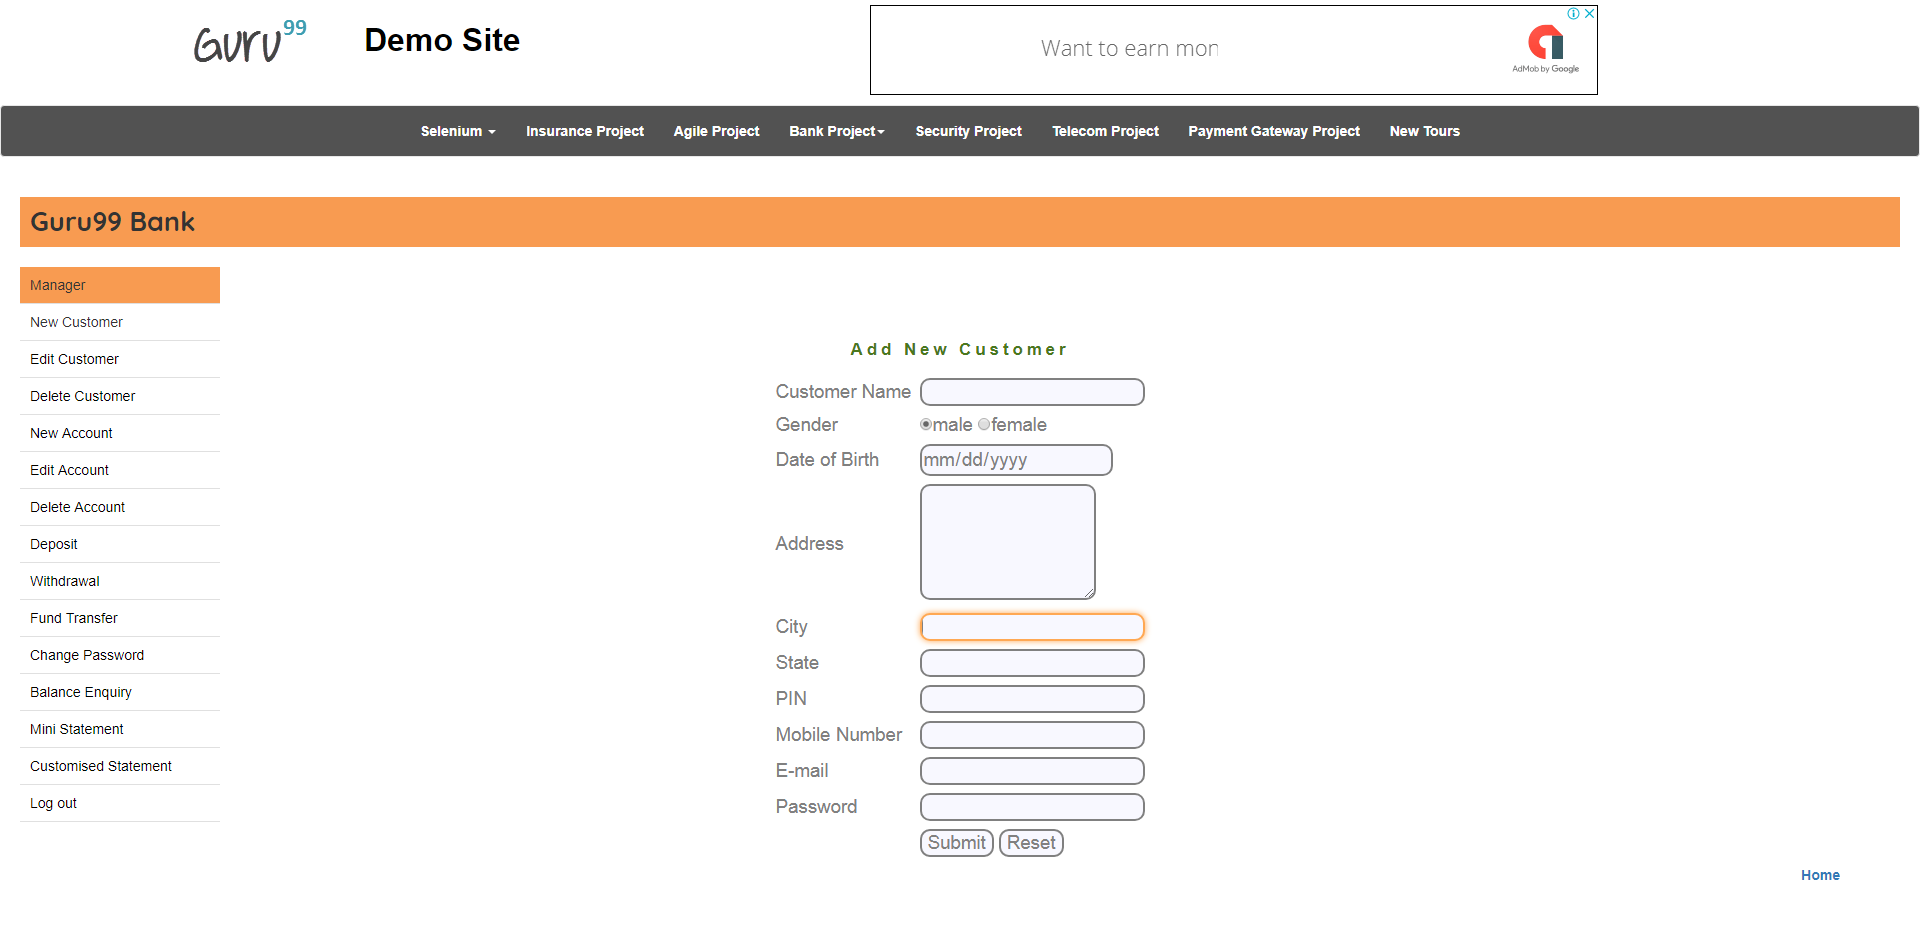 Guru99 Demo Site
Want to earn mon
AdMob by Google
Selenium Insurance Project Agile Project Bank Project Security Project Telecom Project Payment Gateway Project New Tours
Guru99 Bank
Manager
New Customer
Edit Customer
Delete Customer
New Account
Edit Account
Delete Account
Deposit
Withdrawal
Fund Transfer
Change Password
Balance Enquiry
Mini Statement
Customised Statement
Log out
Add New Customer
Customer Name
Gender male female
Date of Birth mm/dd/yyyy
Address
City
State
PIN
Mobile Number
E-mail
Password
Submit Reset
Home